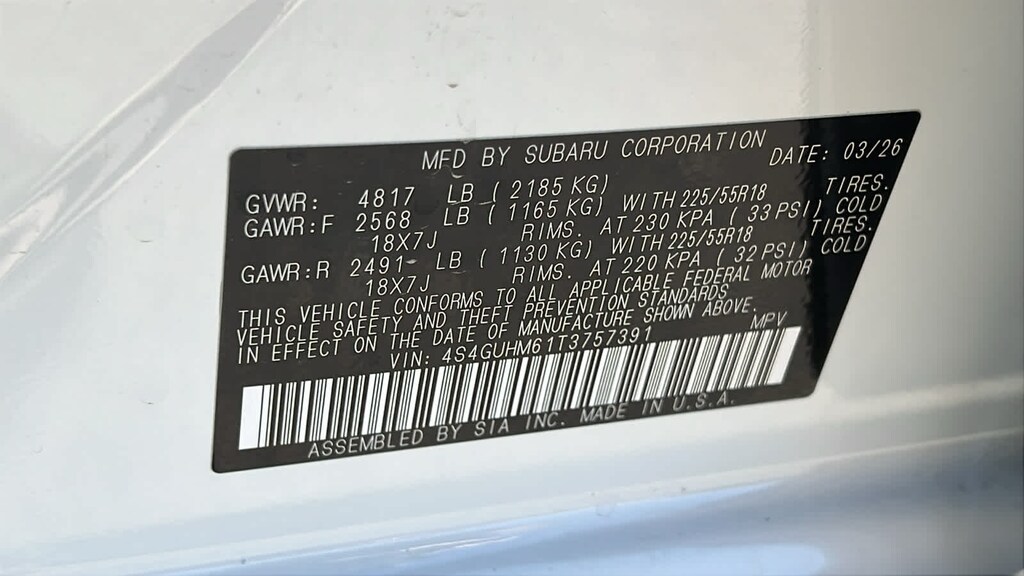 MFD BY SUBARU CORPORATION DATE: 03/26
GVWR: 4817 LB ( 2185 KG)
GAWR:F 2568 LB ( 1165 KG) WITH 225/55R18 TIRES.
18X7J RIMS. AT 230 KPA ( 33 PSI) COLD
GAWR:R 2491 LB ( 1130 KG) WITH 225/55R18 TIRES.
18X7J RIMS. AT 220 KPA ( 32 PSI) COLD
THIS VEHICLE CONFORMS TO ALL APPLICABLE FEDERAL MOTOR
VEHICLE SAFETY AND THEFT PREVENTION STANDARDS
IN EFFECT ON THE DATE OF MANUFACTURE SHOWN ABOVE.
VIN: 4S4GUHM61T3757391 MPV
ASSEMBLED BY SIA INC. MADE IN U.S.A.